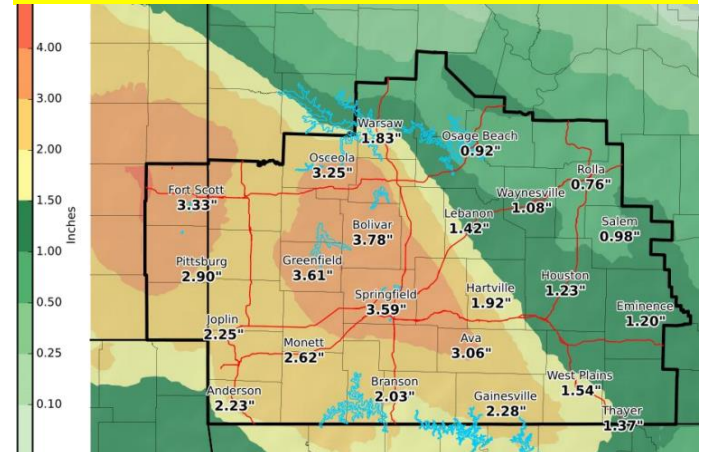 4.00
3.00
2.00
1.50
1.00
0.50
0.25
0.10
Inches
Warsaw
1.83"
Osage Beach
0.92"
Osceola
3.25"
Rolla
0.76"
Fort Scott
3.33"
Waynesville
1.08"
Lebanon
1.42"
Salem
0.98"
Bolivar
3.78"
Pittsburg
2.90"
Greenfield
3.61"
Houston
1.23"
Springfield
3.59"
Hartville
1.92"
Eminence
1.20"
Joplin
2.25"
Monett
2.62"
Ava
3.06"
Anderson
2.23"
Branson
2.03"
Gainesville
2.28"
West Plains
1.54"
Thayer
1.37"